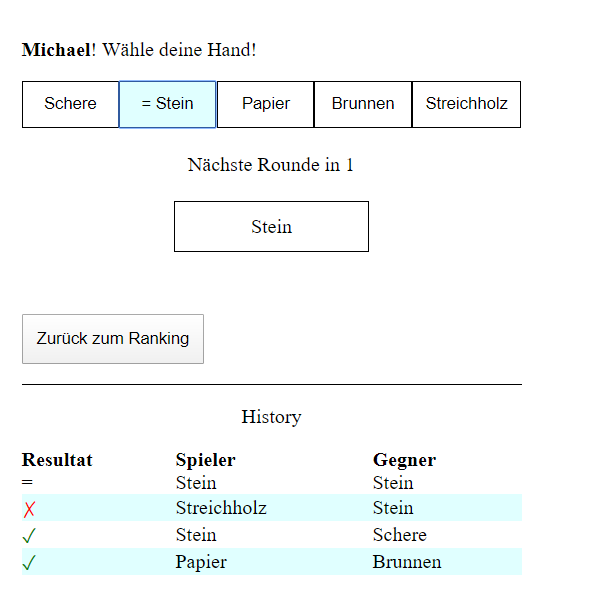 Michael! Wähle deine Hand!
Schere = Stein Papier Brunnen Streichholz
Nächste Rounde in 1
Stein
Zurück zum Ranking
History
Resultat Spieler Gegner
= Stein Stein
✗ Streichholz Stein
✓ Stein Schere
✓ Papier Brunnen